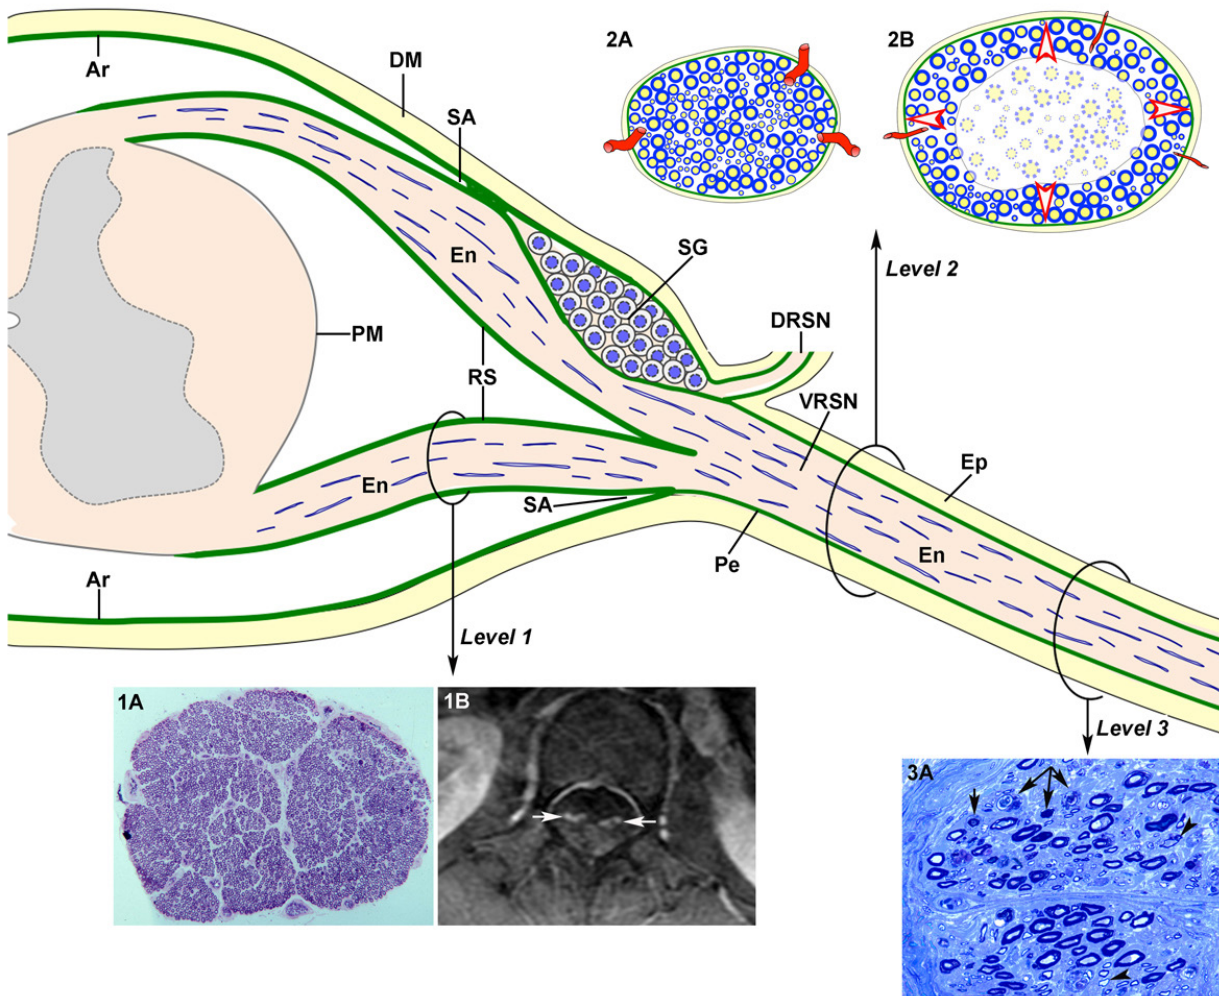 Ar
DM
SA
2A
2B
En
SG
Level 2
PM
DRSN
RS
VRSN
Ep
En
SA
Pe
En
Ar
Level 1
Level 3
1A
1B
3A